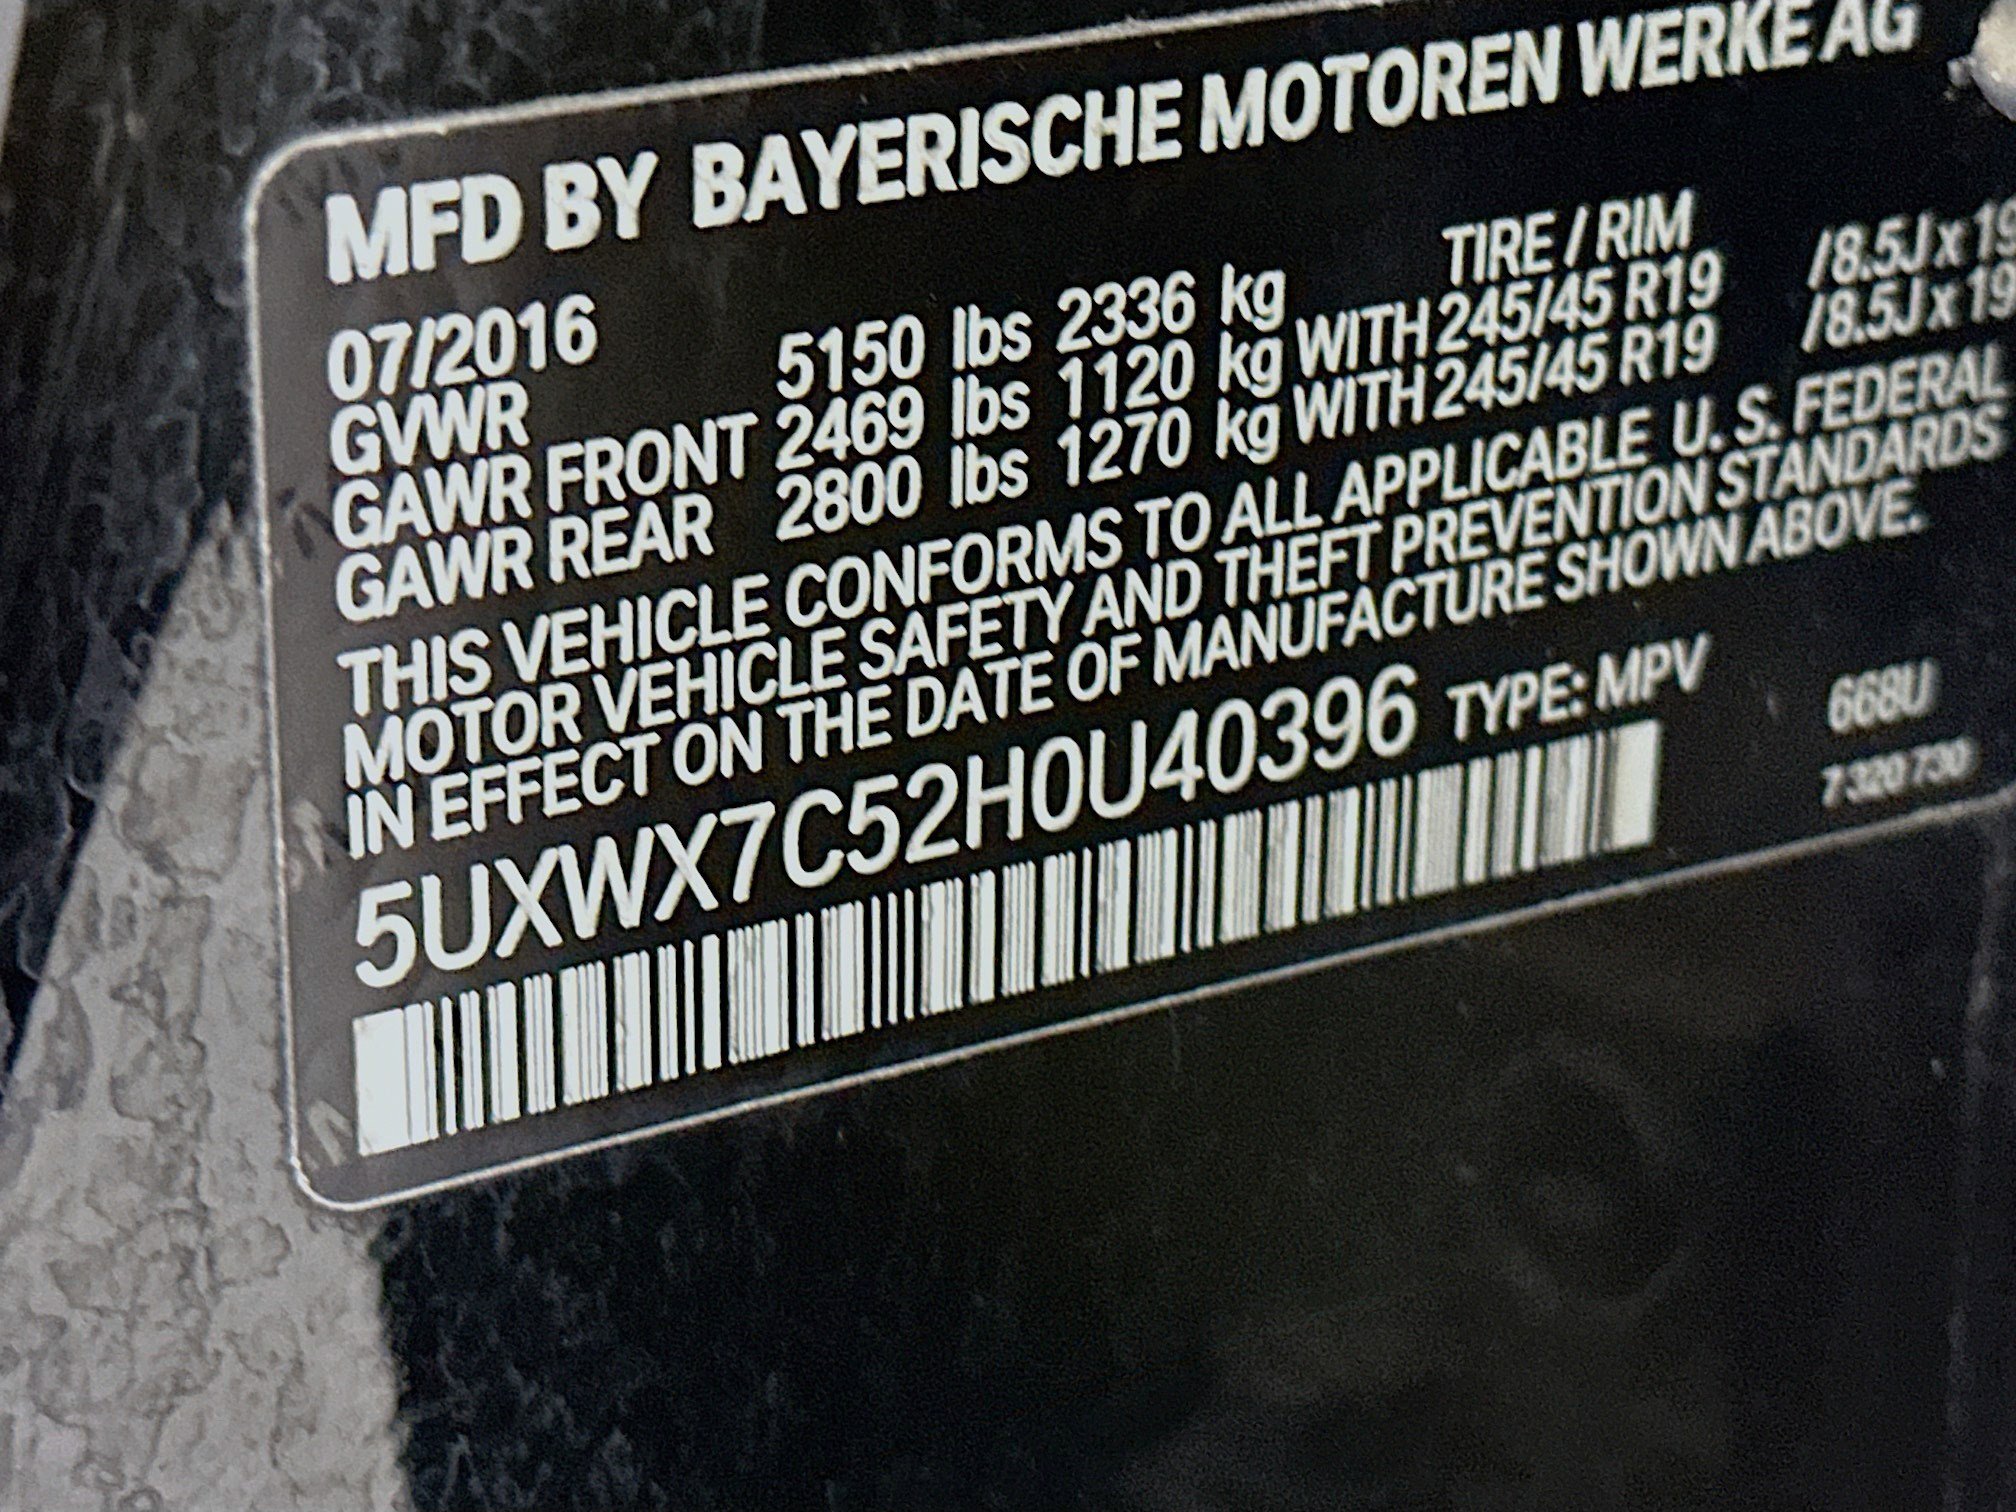 MFD BY BAYERISCHE MOTOREN WERKE AG
07/2016 TIRE / RIM
GVWR 5150 lbs 2336 kg
GAWR FRONT 2469 lbs 1120 kg WITH 245/45 R19 /8.5J x 19
GAWR REAR 2800 lbs 1270 kg WITH 245/45 R19 /8.5J x 19
THIS VEHICLE CONFORMS TO ALL APPLICABLE U. S. FEDERAL
MOTOR VEHICLE SAFETY AND THEFT PREVENTION STANDARDS
IN EFFECT ON THE DATE OF MANUFACTURE SHOWN ABOVE.
5UXWX7C52H0U40396 TYPE: MPV 668U
7 320 730